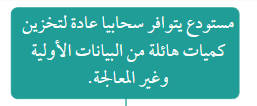 مستودع يتوافر سحابيا عادة لتخزين
كميات هائلة من البيانات الأولية
وغير المعالجة.